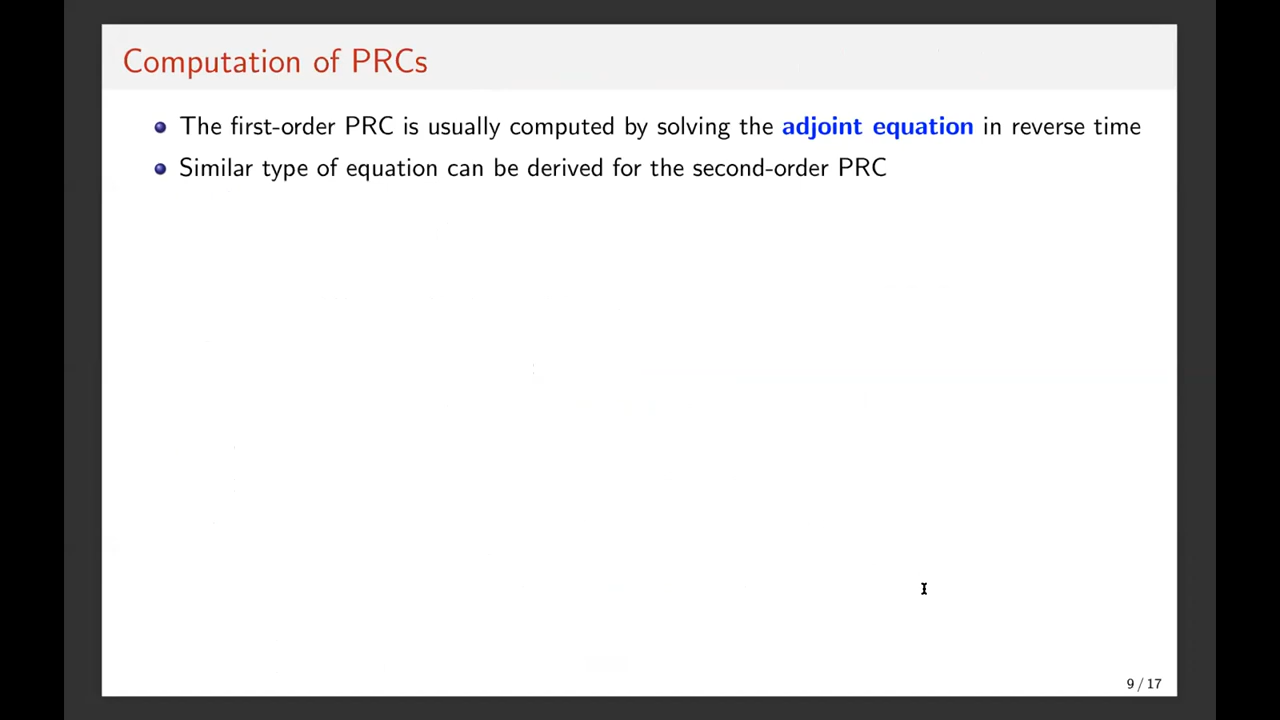 Computation of PRCs
The first-order PRC is usually computed by solving the adjoint equation in reverse time
Similar type of equation can be derived for the second-order PRC
9 / 17